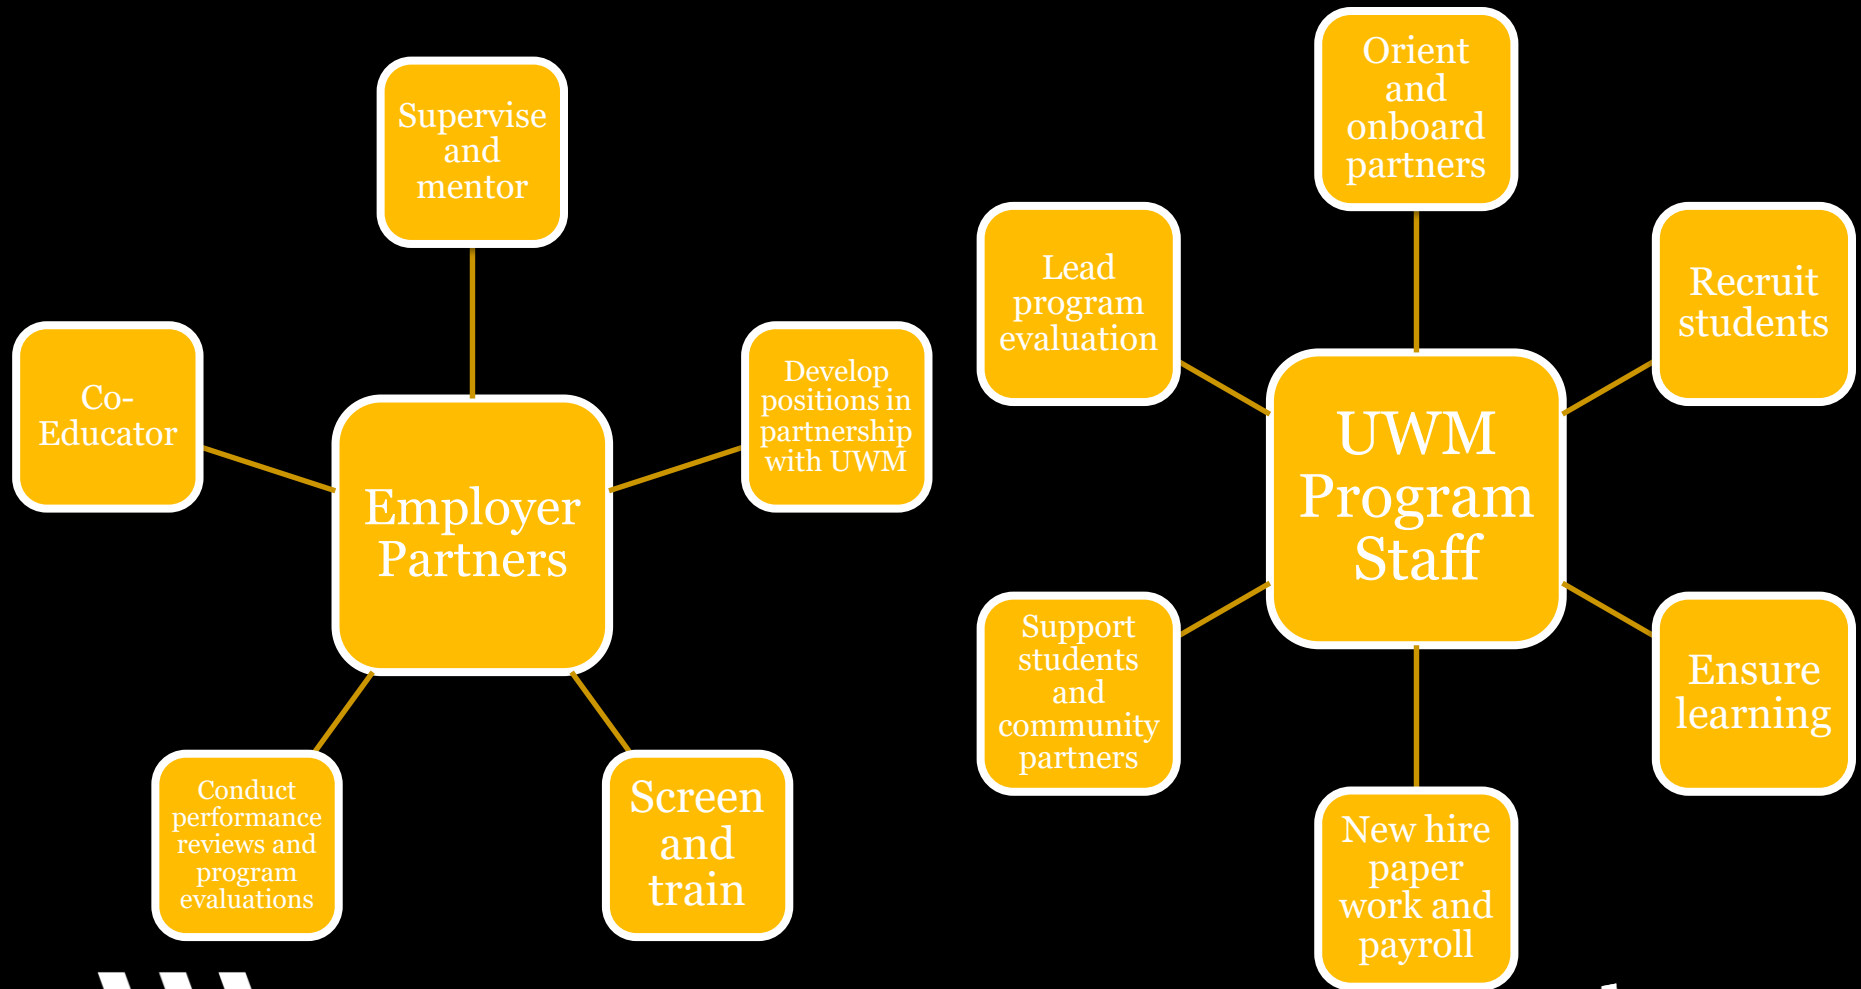 Supervise
and
mentor
Co-
Educator
Develop
positions in
partnership
with UWM
Employer
Partners
Conduct
performance
reviews and
program
evaluations
Screen
and
train
Orient
and
onboard
partners
Lead
program
evaluation
Recruit
students
UWM
Program
Staff
Support
students
and
community
partners
Ensure
learning
New hire
paper
work and
payroll